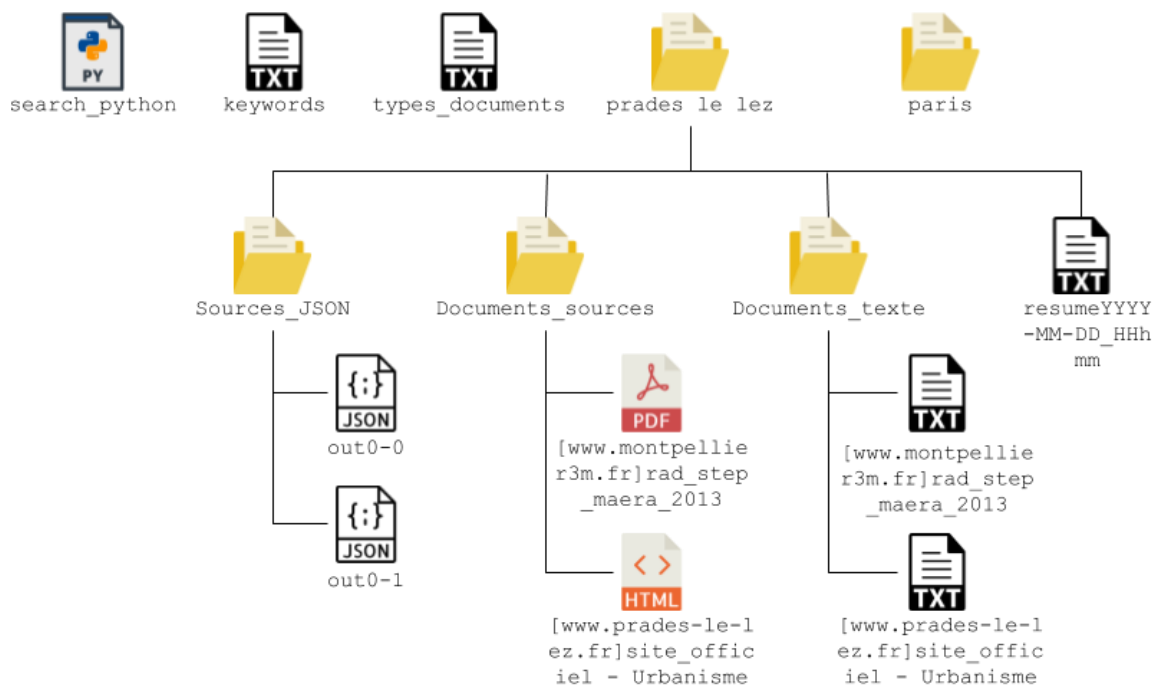 PY
TXT
TXT
search_python
keywords
types_documents
prades le lez
paris
TXT
Sources_JSON
Documents_sources
Documents_texte
resumeYYYY
-MM-DD_HHh
mm
{;}
JSON
out0-0
PDF
[www.montpellie
r3m.fr]rad_step
_maera_2013
TXT
[www.montpellie
r3m.fr]rad_step
_maera_2013
{;}
JSON
out0-1
< >
HTML
[www.prades-le-l
ez.fr]site_offic
iel - Urbanisme
TXT
[www.prades-le-l
ez.fr]site_offic
iel - Urbanisme